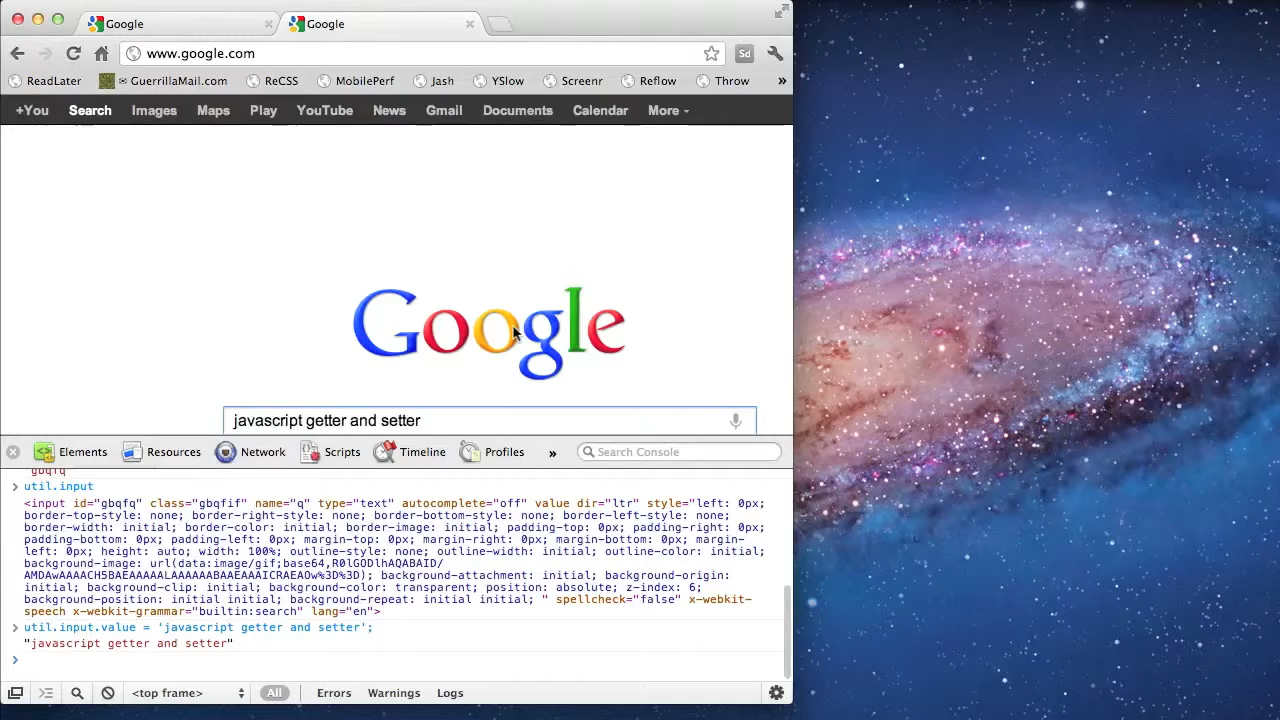 Google
Google
www.google.com
Sd
ReadLater
GuerrillaMail.com
ReCSS
MobilePerf
Jash
YSlow
Screenr
Reflow
Throw
»
+You
Search
Images
Maps
Play
YouTube
News
Gmail
Documents
Calendar
More
Google
javascript getter and setter
Elements
Resources
Network
Scripts
Timeline
Profiles
»
Search Console
gbqfq
> util.input
<input id="gbqfq" class="gbqfif" name="q" type="text" autocomplete="off" value dir="ltr" style="left: 0px;
border-top-style: none; border-right-style: none; border-bottom-style: none; border-left-style: none;
border-width: initial; border-color: initial; border-image: initial; padding-top: 0px; padding-right: 0px;
padding-bottom: 0px; padding-left: 0px; margin-top: 0px; margin-right: 0px; margin-bottom: 0px; margin-
left: 0px; height: auto; width: 100%; outline-style: none; outline-width: initial; outline-color: initial;
background-image: url(data:image/gif;base64,R0lGODlhAQABAID/
AMDAwAAAACH5BAEAAAAALAAAAAABAAEAAAICRAEAOw%3D%3D); background-attachment: initial; background-origin:
initial; background-clip: initial; background-color: transparent; position: absolute; z-index: 6;
background-position: initial initial; background-repeat: initial initial; " spellcheck="false" x-webkit-
speech x-webkit-grammar="builtin:search" lang="en">
> util.input.value = 'javascript getter and setter';
"javascript getter and setter"
>
<top frame>
All
Errors
Warnings
Logs